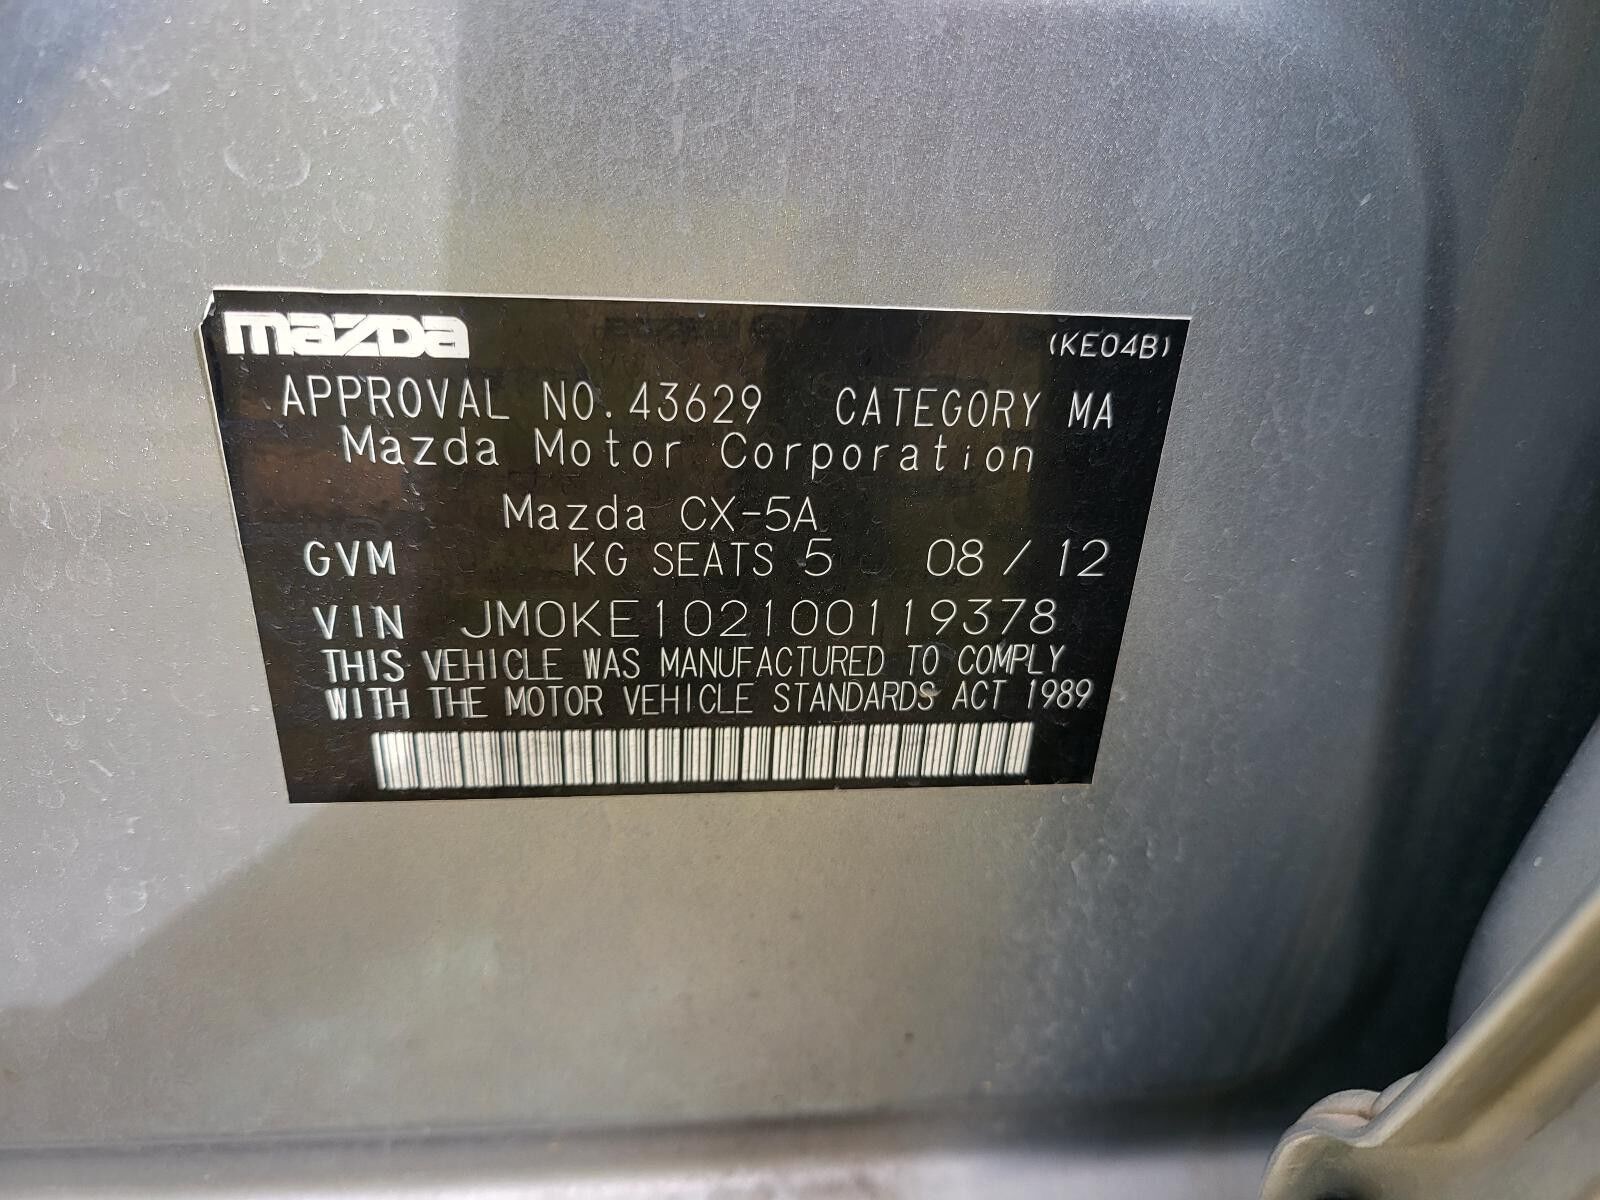 mazda (KE04B)
APPROVAL NO. 43629 CATEGORY MA
Mazda Motor Corporation
Mazda CX-5A
GVM KG SEATS 5 08 / 12
VIN JM0KE102100119378
THIS VEHICLE WAS MANUFACTURED TO COMPLY
WITH THE MOTOR VEHICLE STANDARDS ACT 1989